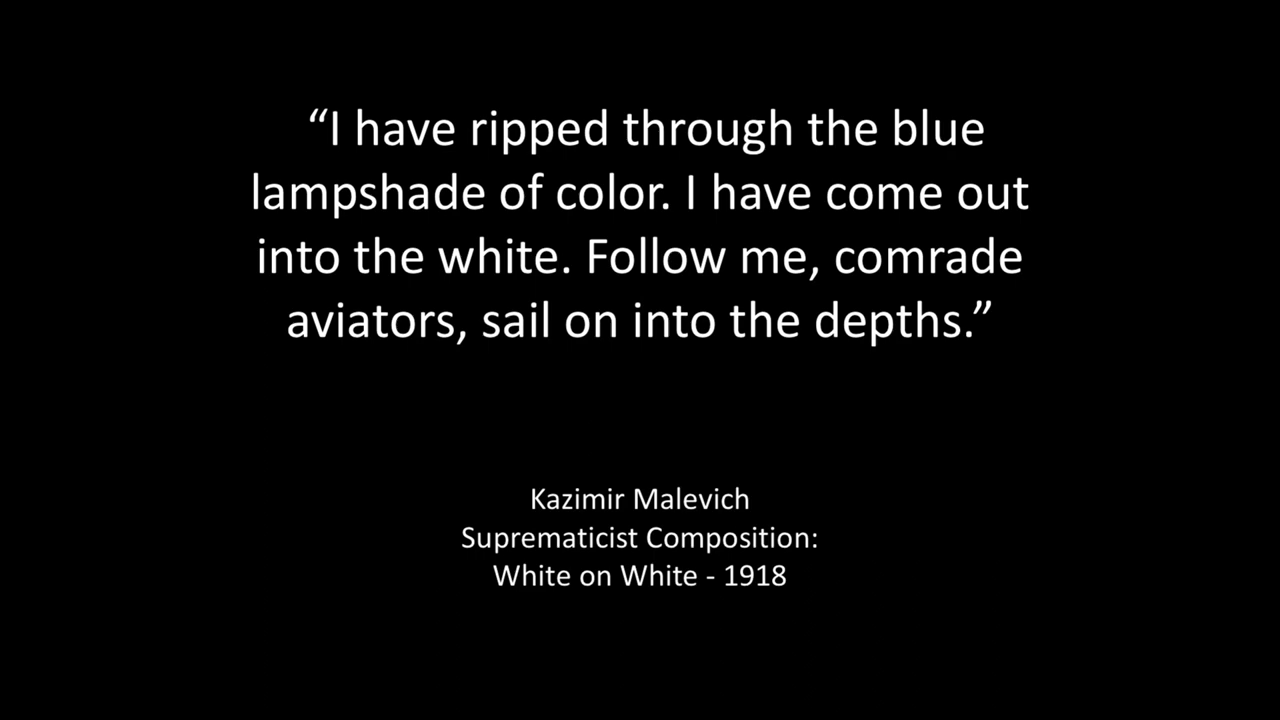 “I have ripped through the blue
lampshade of color. I have come out
into the white. Follow me, comrade
aviators, sail on into the depths.”
Kazimir Malevich
Suprematicist Composition:
White on White - 1918